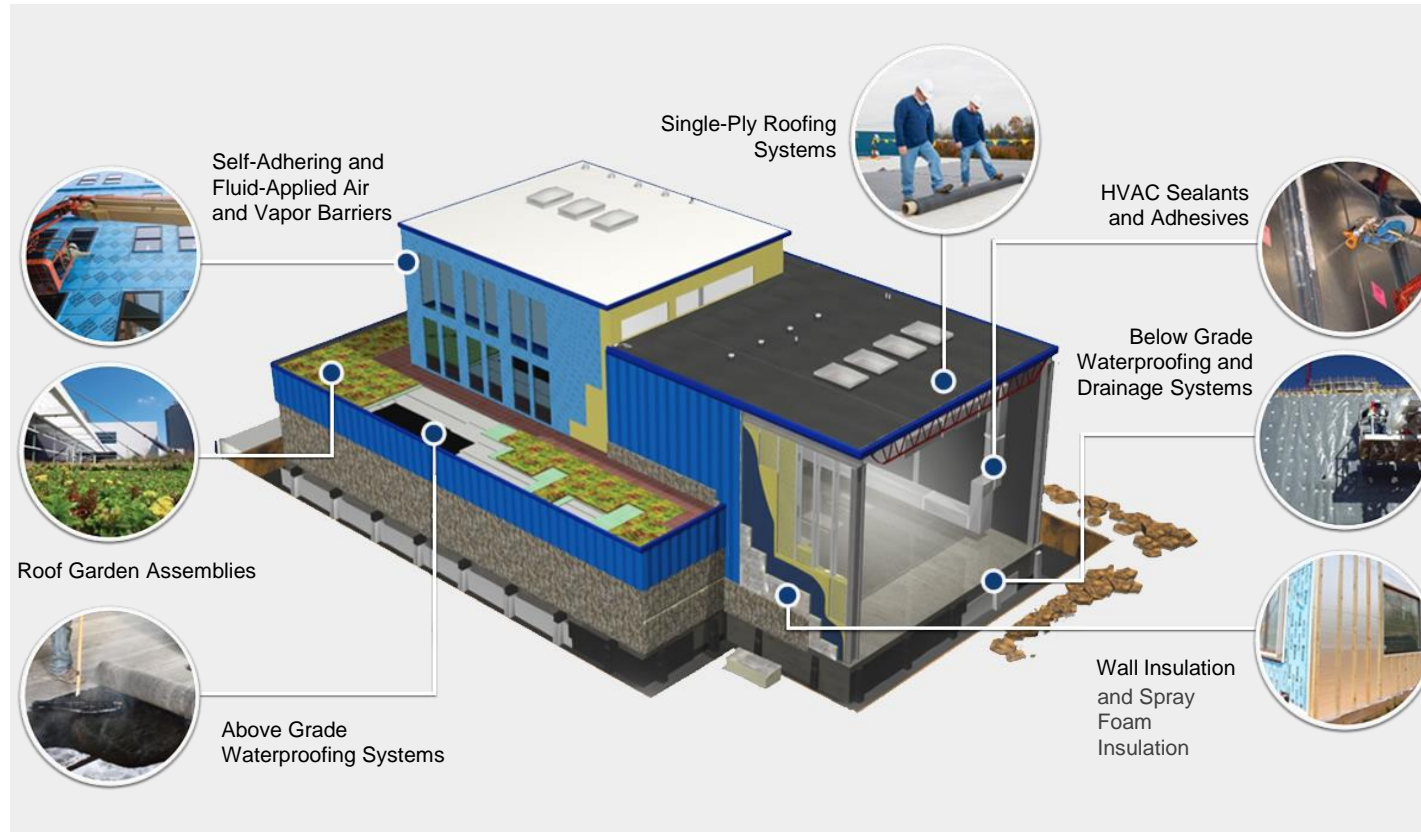 Single-Ply Roofing
Systems
Self-Adhering and
Fluid-Applied Air
and Vapor Barriers
HVAC Sealants
and Adhesives
Below Grade
Waterproofing and
Drainage Systems
Roof Garden Assemblies
Wall Insulation
and Spray
Foam
Insulation
Above Grade
Waterproofing Systems